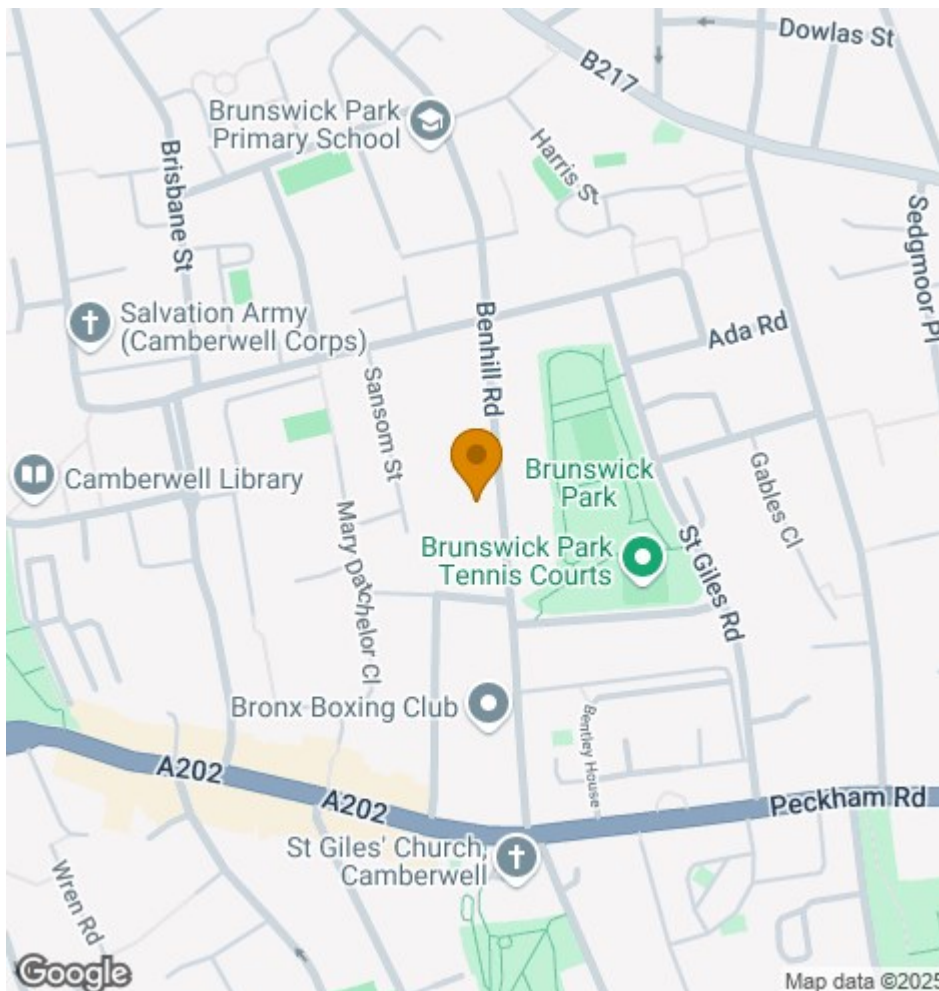 Dowlas St
B217
Brunswick Park
Primary School
Harris St
Brisbane St
Sedgmoor Pl
Salvation Army
(Camberwell Corps)
Benhill Rd
Ada Rd
Sansom St
Camberwell Library
Brunswick
Park
Gables Cl
Mary Datchelor Cl
Brunswick Park
Tennis Courts
St Giles Rd
Bronx Boxing Club
Bentley House
A202
A202
Peckham Rd
St Giles' Church,
Camberwell
Wren Rd
Google
Map data ©2025